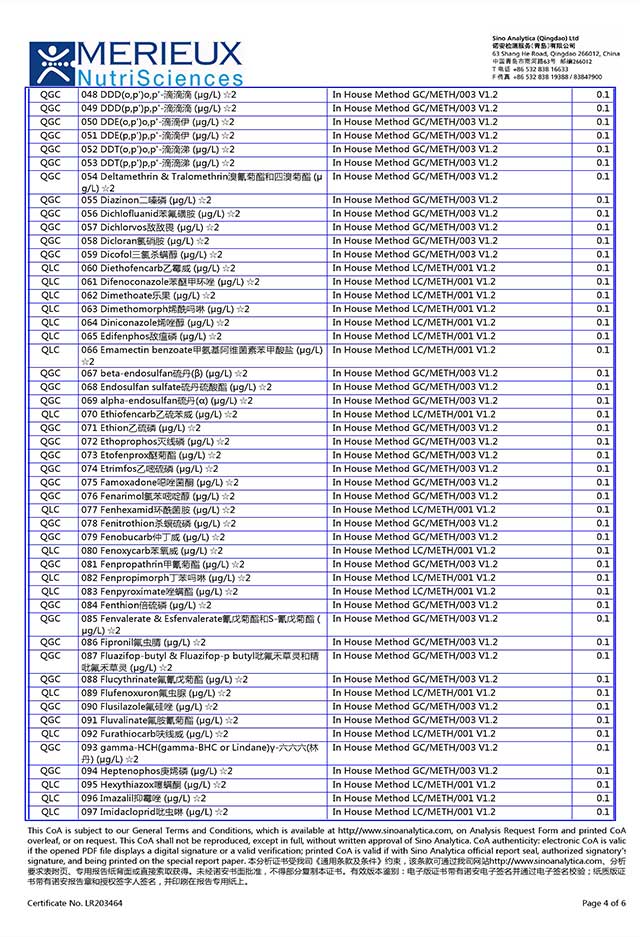 MERIEUX
NutriSciences
Sino Analytica (Qingdao) Ltd
诺安检测服务(青岛)有限公司
63 Shang He Road, Qingdao 266012, China
中国青岛市商河路63号 邮编266012
T 电话 +86 532 838 16633
F 传真 +86 532 838 19388 / 83847900
QGC 048 DDD(o,p')o,p'-滴滴滴 (μg/L) ☆2 In House Method GC/METH/003 V1.2 0.1
QGC 049 DDD(p,p')p,p'-滴滴滴 (μg/L) ☆2 In House Method GC/METH/003 V1.2 0.1
QGC 050 DDE(o,p')o,p'-滴滴伊 (μg/L) ☆2 In House Method GC/METH/003 V1.2 0.1
QGC 051 DDE(p,p')p,p'-滴滴伊 (μg/L) ☆2 In House Method GC/METH/003 V1.2 0.1
QGC 052 DDT(o,p')o,p'-滴滴涕 (μg/L) ☆2 In House Method GC/METH/003 V1.2 0.1
QGC 053 DDT(p,p')p,p'-滴滴涕 (μg/L) ☆2 In House Method GC/METH/003 V1.2 0.1
QGC 054 Deltamethrin & Tralomethrin溴氰菊酯和四溴菊酯 (μ In House Method GC/METH/003 V1.2 0.1
g/L) ☆2
QGC 055 Diazinon二嗪磷 (μg/L) ☆2 In House Method GC/METH/003 V1.2 0.1
QGC 056 Dichlofluanid苯氟磺胺 (μg/L) ☆2 In House Method GC/METH/003 V1.2 0.1
QGC 057 Dichlorvos敌敌畏 (μg/L) ☆2 In House Method GC/METH/003 V1.2 0.1
QGC 058 Dicloran氯硝胺 (μg/L) ☆2 In House Method GC/METH/003 V1.2 0.1
QGC 059 Dicofol三氯杀螨醇 (μg/L) ☆2 In House Method GC/METH/003 V1.2 0.1
QLC 060 Diethofencarb乙霉威 (μg/L) ☆2 In House Method LC/METH/001 V1.2 0.1
QLC 061 Difenoconazole苯醚甲环唑 (μg/L) ☆2 In House Method LC/METH/001 V1.2 0.1
QLC 062 Dimethoate乐果 (μg/L) ☆2 In House Method LC/METH/001 V1.2 0.1
QLC 063 Dimethomorph烯酰吗啉 (μg/L) ☆2 In House Method LC/METH/001 V1.2 0.1
QLC 064 Diniconazole烯唑醇 (μg/L) ☆2 In House Method LC/METH/001 V1.2 0.1
QLC 065 Edifenphos敌瘟磷 (μg/L) ☆2 In House Method LC/METH/001 V1.2 0.1
QLC 066 Emamectin benzoate甲氨基阿维菌素苯甲酸盐 (μg/L) In House Method LC/METH/001 V1.2 0.1
☆2
QGC 067 beta-endosulfan硫丹(β) (μg/L) ☆2 In House Method GC/METH/003 V1.2 0.1
QGC 068 Endosulfan sulfate硫丹硫酸酯 (μg/L) ☆2 In House Method GC/METH/003 V1.2 0.1
QGC 069 alpha-endosulfan硫丹(α) (μg/L) ☆2 In House Method GC/METH/003 V1.2 0.1
QLC 070 Ethiofencarb乙硫苯威 (μg/L) ☆2 In House Method LC/METH/001 V1.2 0.1
QGC 071 Ethion乙硫磷 (μg/L) ☆2 In House Method GC/METH/003 V1.2 0.1
QGC 072 Ethoprophos灭线磷 (μg/L) ☆2 In House Method GC/METH/003 V1.2 0.1
QGC 073 Etofenprox醚菊酯 (μg/L) ☆2 In House Method GC/METH/003 V1.2 0.1
QGC 074 Etrimfos乙嘧硫磷 (μg/L) ☆2 In House Method GC/METH/003 V1.2 0.1
QGC 075 Famoxadone噁唑菌酮 (μg/L) ☆2 In House Method GC/METH/003 V1.2 0.1
QGC 076 Fenarimol氯苯嘧啶醇 (μg/L) ☆2 In House Method GC/METH/003 V1.2 0.1
QLC 077 Fenhexamid环酰菌胺 (μg/L) ☆2 In House Method LC/METH/001 V1.2 0.1
QGC 078 Fenitrothion杀螟硫磷 (μg/L) ☆2 In House Method GC/METH/003 V1.2 0.1
QGC 079 Fenobucarb仲丁威 (μg/L) ☆2 In House Method GC/METH/003 V1.2 0.1
QLC 080 Fenoxycarb苯氧威 (μg/L) ☆2 In House Method LC/METH/001 V1.2 0.1
QGC 081 Fenpropathrin甲氰菊酯 (μg/L) ☆2 In House Method GC/METH/003 V1.2 0.1
QLC 082 Fenpropimorph丁苯吗啉 (μg/L) ☆2 In House Method LC/METH/001 V1.2 0.1
QLC 083 Fenpyroximate唑螨酯 (μg/L) ☆2 In House Method LC/METH/001 V1.2 0.1
QGC 084 Fenthion倍硫磷 (μg/L) ☆2 In House Method GC/METH/003 V1.2 0.1
QGC 085 Fenvalerate & Esfenvalerate氰戊菊酯和S-氰戊菊酯 ( In House Method GC/METH/003 V1.2 0.1
μg/L) ☆2
QGC 086 Fipronil氟虫腈 (μg/L) ☆2 In House Method GC/METH/003 V1.2 0.1
QGC 087 Fluazifop-butyl & Fluazifop-p butyl吡氟禾草灵和精 In House Method GC/METH/003 V1.2 0.1
吡氟禾草灵 (μg/L) ☆2
QGC 088 Flucythrinate氟氰戊菊酯 (μg/L) ☆2 In House Method GC/METH/003 V1.2 0.1
QLC 089 Flufenoxuron氟虫脲 (μg/L) ☆2 In House Method LC/METH/001 V1.2 0.1
QGC 090 Flusilazole氟硅唑 (μg/L) ☆2 In House Method GC/METH/003 V1.2 0.1
QGC 091 Fluvalinate氟胺氰菊酯 (μg/L) ☆2 In House Method GC/METH/003 V1.2 0.1
QLC 092 Furathiocarb呋线威 (μg/L) ☆2 In House Method LC/METH/001 V1.2 0.1
QGC 093 gamma-HCH(gamma-BHC or Lindane)γ-六六六(林 In House Method GC/METH/003 V1.2 0.1
丹) (μg/L) ☆2
QGC 094 Heptenophos庚烯磷 (μg/L) ☆2 In House Method GC/METH/003 V1.2 0.1
QLC 095 Hexythiazox噻螨酮 (μg/L) ☆2 In House Method LC/METH/001 V1.2 0.1
QLC 096 Imazalil抑霉唑 (μg/L) ☆2 In House Method LC/METH/001 V1.2 0.1
QLC 097 Imidacloprid吡虫啉 (μg/L) ☆2 In House Method LC/METH/001 V1.2 0.1
This CoA is subject to our General Terms and Conditions, which is available at http//www.sinoanalytica.com, on Analysis Request Form and printed CoA
overleaf, or on request. This CoA shall not be reproduced, except in full, without written approval of Sino Analytica. CoA authenticity: electronic CoA is valic
if the opened PDF file displays a digital signature or a valid verification; printed CoA is valid if with Sino Analytica official report seal, authorized signatory's
signature, and being printed on the special report paper. 本分析证书受我司《通用条款及条件》约束，该条款可通过我司网站http//www.sinoanalytica.com、分析
要求表附页、专用报告纸背面或直接索取获得。未经诺安书面批准，不得部分复制本证书。有效版本鉴别：电子版证书带有诺安电子签名并通过电子签名校验；纸质版证
书带有诺安报告章和授权签字人签名，并印刷在报告专用纸上。
Certificate No. LR203464 Page 4 of 6